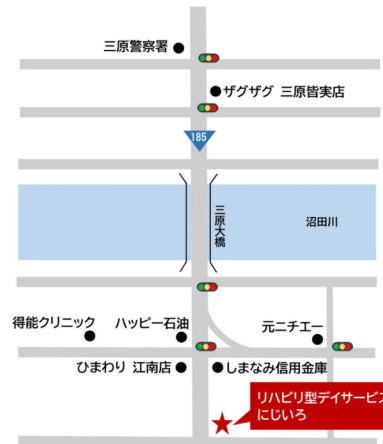 三原警察署
ザグザグ 三原皆実店
185
三原大橋
沼田川
得能クリニック
ハッピー石油
元ニチエー
ひまわり 江南店
しまなみ信用金庫
リハビリ型デイサービス
にじいろ